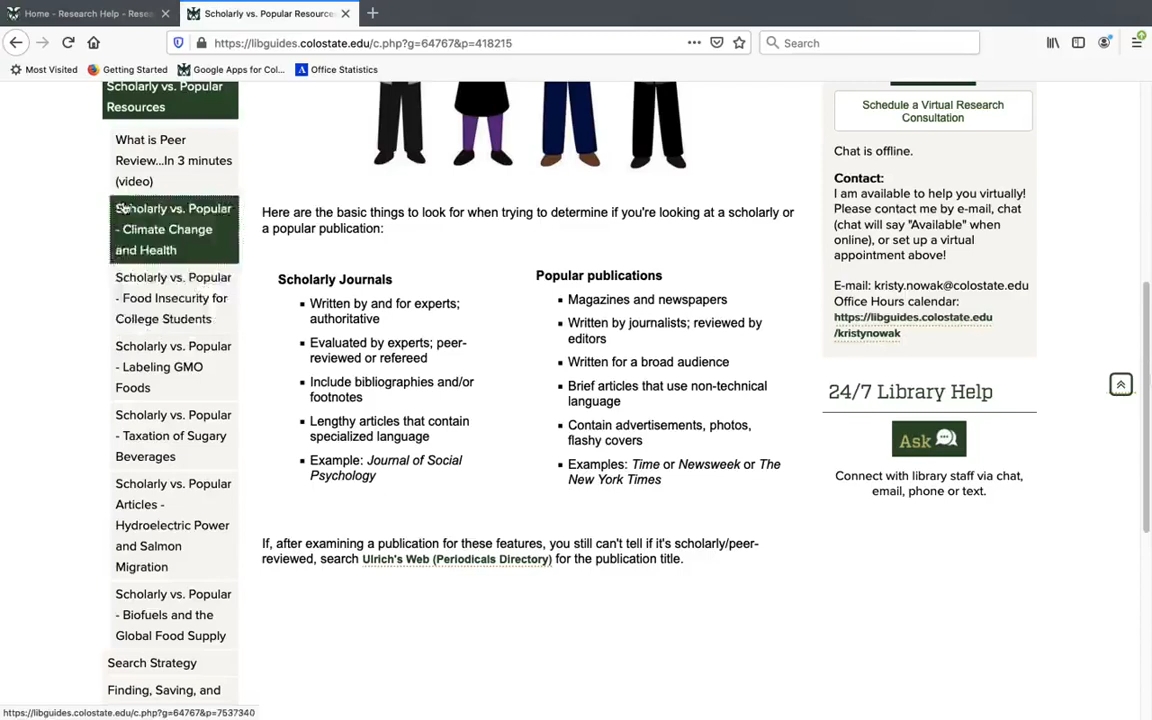 Home - Research Help - Resea
Scholarly vs. Popular Resources
https://libguides.colostate.edu/c.php?g=64767&p=418215
Search
Most Visited
Getting Started
Google Apps for Col...
Office Statistics
Scholarly vs. Popular
Resources
What is Peer
Review...In 3 minutes
(video)
Scholarly vs. Popular
- Climate Change
and Health
Scholarly vs. Popular
- Food Insecurity for
College Students
Scholarly vs. Popular
- Labeling GMO
Foods
Scholarly vs. Popular
- Taxation of Sugary
Beverages
Scholarly vs. Popular
Articles -
Hydroelectric Power
and Salmon
Migration
Scholarly vs. Popular
- Biofuels and the
Global Food Supply
Search Strategy
Finding, Saving, and
https://libguides.colostate.edu/c.php?g=64767&p=7537340
Here are the basic things to look for when trying to determine if you're looking at a scholarly or
a popular publication:
Scholarly Journals
Written by and for experts;
authoritative
Evaluated by experts; peer-
reviewed or refereed
Include bibliographies and/or
footnotes
Lengthy articles that contain
specialized language
Example: Journal of Social
Psychology
Popular publications
Magazines and newspapers
Written by journalists; reviewed by
editors
Written for a broad audience
Brief articles that use non-technical
language
Contain advertisements, photos,
flashy covers
Examples: Time or Newsweek or The
New York Times
If, after examining a publication for these features, you still can't tell if it's scholarly/peer-
reviewed, search Ulrich's Web (Periodicals Directory) for the publication title.
Schedule a Virtual Research
Consultation
Chat is offline.
Contact:
I am available to help you virtually!
Please contact me by e-mail, chat
(chat will say "Available" when
online), or set up a virtual
appointment above!
E-mail: kristy.nowak@colostate.edu
Office Hours calendar:
https://libguides.colostate.edu
/kristynowak
24/7 Library Help
Ask
Connect with library staff via chat,
email, phone or text.